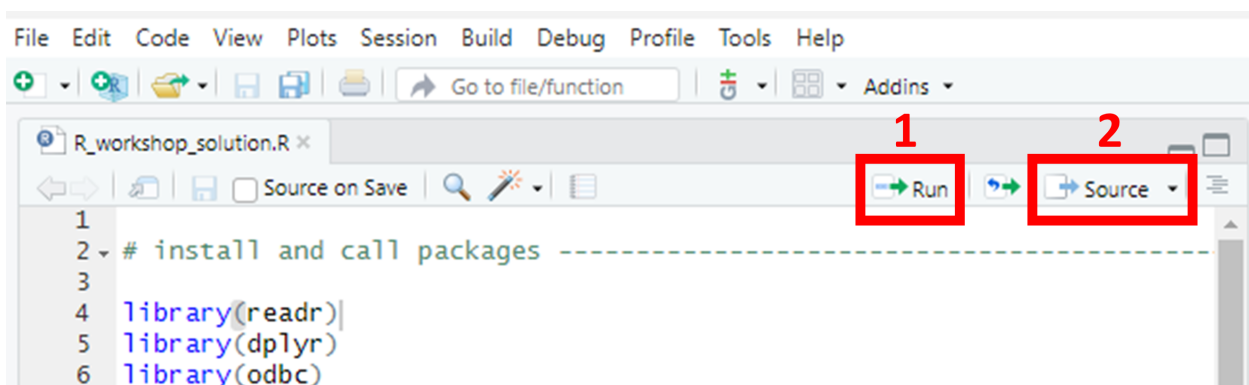 File Edit Code View Plots Session Build Debug Profile Tools Help
Go to file/function Addins
R_workshop_solution.R
1 2
Source on Save Run Source
1
2 # install and call packages -----------------------------------------
3
4 library(readr)
5 library(dplyr)
6 library(odbc)